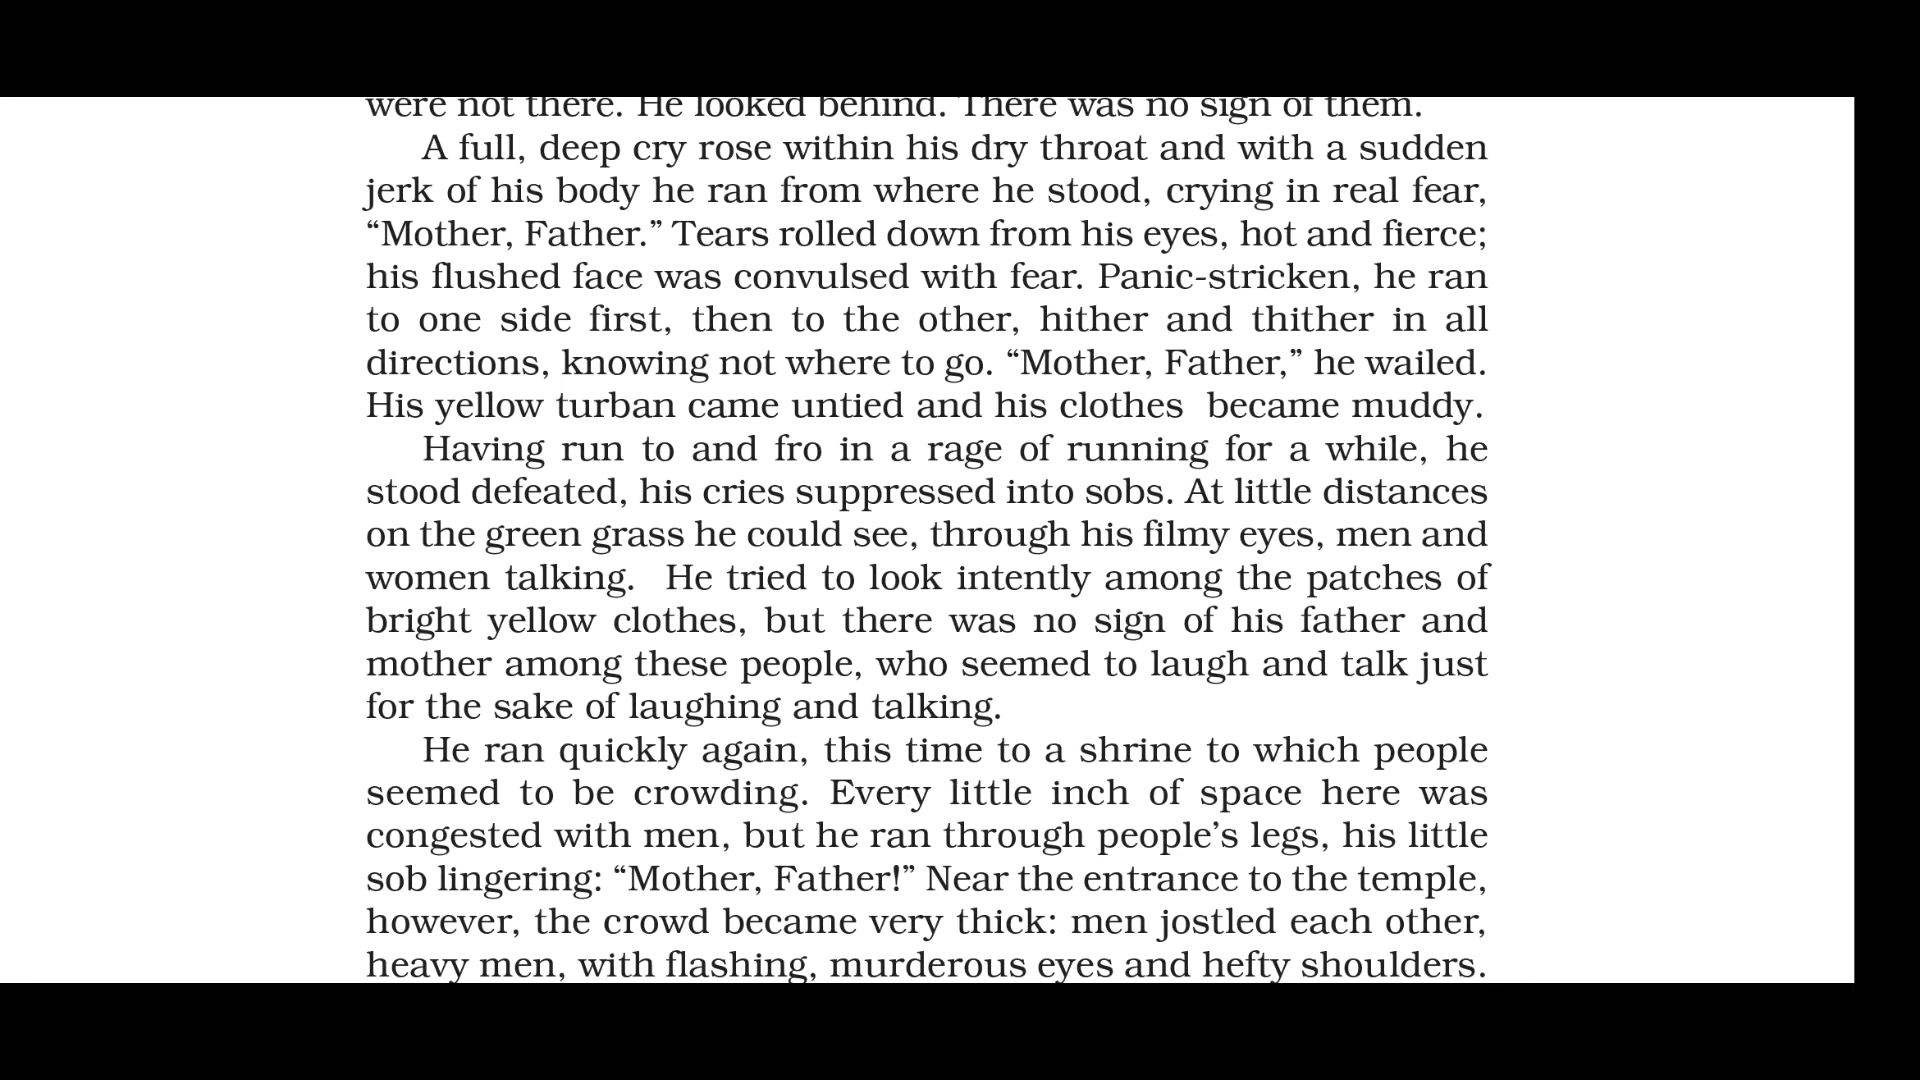 were not there. He looked behind. There was no sign of them.
A full, deep cry rose within his dry throat and with a sudden
jerk of his body he ran from where he stood, crying in real fear,
“Mother, Father.” Tears rolled down from his eyes, hot and fierce;
his flushed face was convulsed with fear. Panic-stricken, he ran
to one side first, then to the other, hither and thither in all
directions, knowing not where to go. “Mother, Father,” he wailed.
His yellow turban came untied and his clothes  became muddy.
Having run to and fro in a rage of running for a while, he
stood defeated, his cries suppressed into sobs. At little distances
on the green grass he could see, through his filmy eyes, men and
women talking.  He tried to look intently among the patches of
bright yellow clothes, but there was no sign of his father and
mother among these people, who seemed to laugh and talk just
for the sake of laughing and talking.
He ran quickly again, this time to a shrine to which people
seemed to be crowding. Every little inch of space here was
congested with men, but he ran through people’s legs, his little
sob lingering: “Mother, Father!” Near the entrance to the temple,
however, the crowd became very thick: men jostled each other,
heavy men, with flashing, murderous eyes and hefty shoulders.